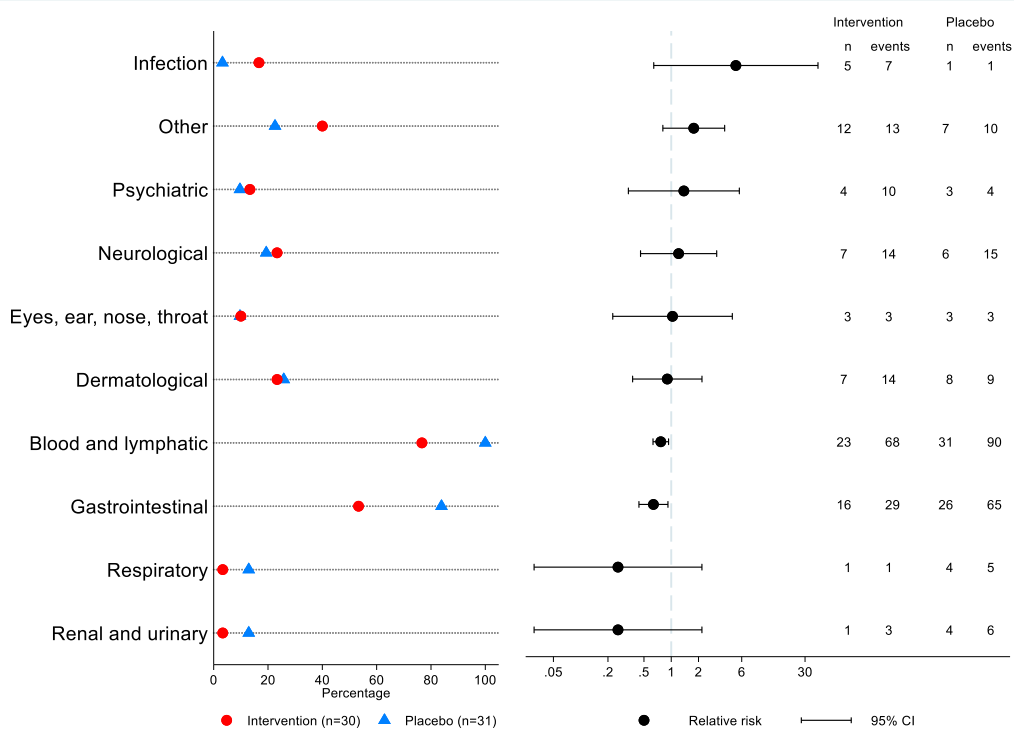 Intervention Placebo
n events n events
Infection 5 7 1 1
Other 12 13 7 10
Psychiatric 4 10 3 4
Neurological 7 14 6 15
Eyes, ear, nose, throat 3 3 3 3
Dermatological 7 14 8 9
Blood and lymphatic 23 68 31 90
Gastrointestinal 16 29 26 65
Respiratory 1 1 4 5
Renal and urinary 1 3 4 6
0 20 40 60 80 100 .05 .2 .5 1 2 6 30
Percentage
Intervention (n=30) Placebo (n=31) Relative risk 95% CI